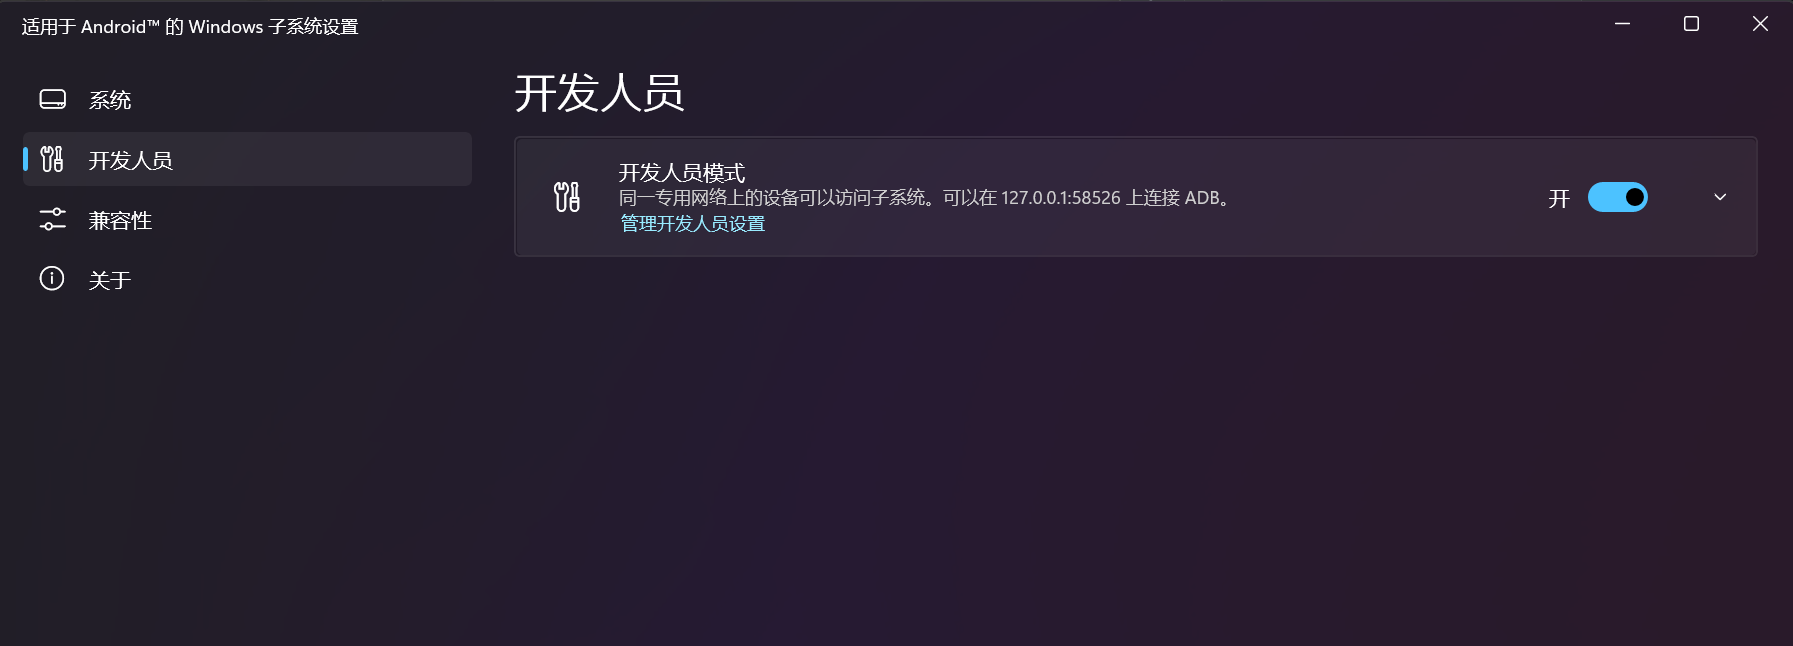 适用于 Android™ 的 Windows 子系统设置
系统
开发人员
兼容性
关于
开发人员
开发人员模式
同一专用网络上的设备可以访问子系统。可以在 127.0.0.1:58526 上连接 ADB。
管理开发人员设置
开